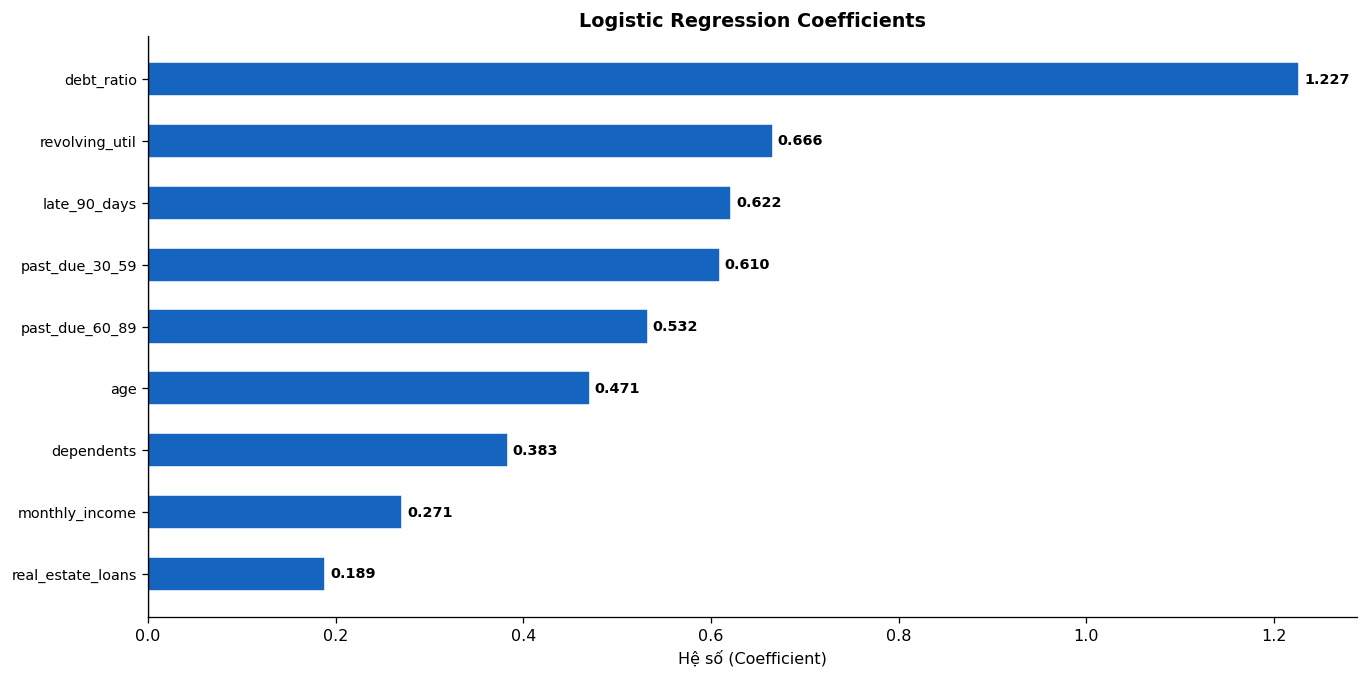 Logistic Regression Coefficients
debt_ratio 1.227
revolving_util 0.666
late_90_days 0.622
past_due_30_59 0.610
past_due_60_89 0.532
age 0.471
dependents 0.383
monthly_income 0.271
real_estate_loans 0.189
0.0 0.2 0.4 0.6 0.8 1.0 1.2
Hệ số (Coefficient)